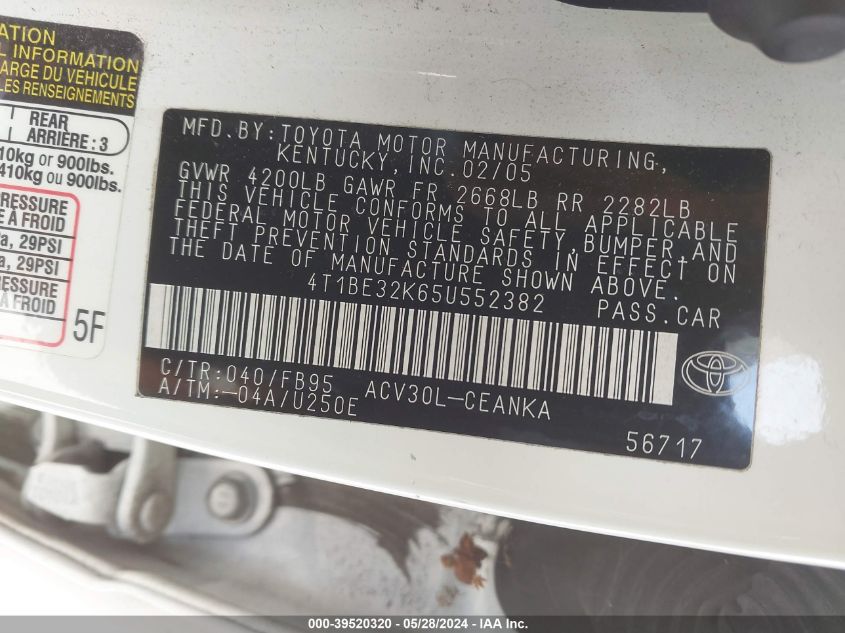 ATION
L INFORMATION
ARGE DU VEHICULE
LES RENSEIGNEMENTS
REAR
ARRIÈRE : 3
10kg or 900lbs.
410kg ou 900lbs.
PRESSURE
E À FROID
a, 29PSI
a, 29PSI
RESSURE
À FROID
5F
MFD.BY:TOYOTA MOTOR MANUFACTURING,
KENTUCKY,INC.02/05
GVWR 4200LB GAWR FR 2668LB RR 2282LB
THIS VEHICLE CONFORMS TO ALL APPLICABLE
FEDERAL MOTOR VEHICLE SAFETY,BUMPER,AND
THEFT PREVENTION STANDARDS IN EFFECT ON
THE DATE OF MANUFACTURE SHOWN ABOVE.
4T1BE32K65U552382 PASS.CAR
C/TR:040/FB95 ACV30L-CEANKA
A/TM:-04A/U250E
56717
000-39520320 / 05/28/2024 - IAA Inc.